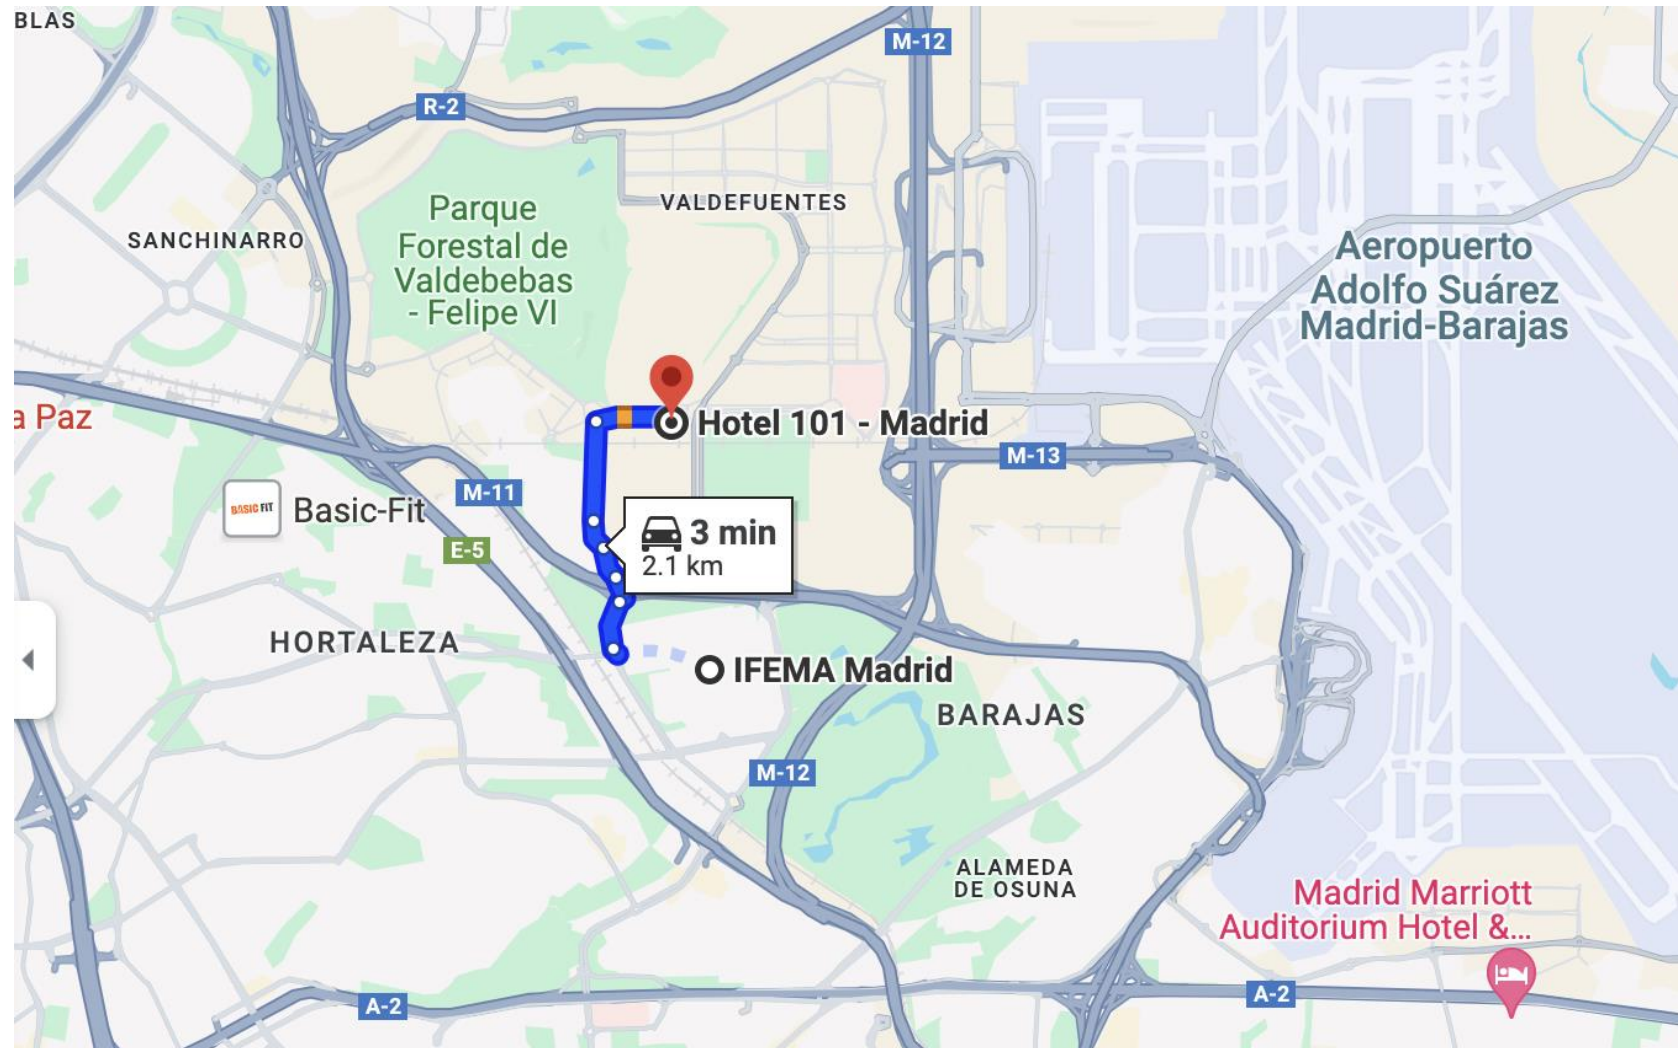 BLAS
M-12
R-2
Parque
Forestal de
Valdebebas
- Felipe VI
VALDEFUENTES
SANCHINARRO
Aeropuerto
Adolfo Suárez
Madrid-Barajas
a Paz
Hotel 101 - Madrid
M-13
M-11
BASIC FIT
Basic-Fit
E-5
3 min
2.1 km
HORTALEZA
IFEMA Madrid
BARAJAS
M-12
ALAMEDA
DE OSUNA
Madrid Marriott
Auditorium Hotel &...
A-2
A-2